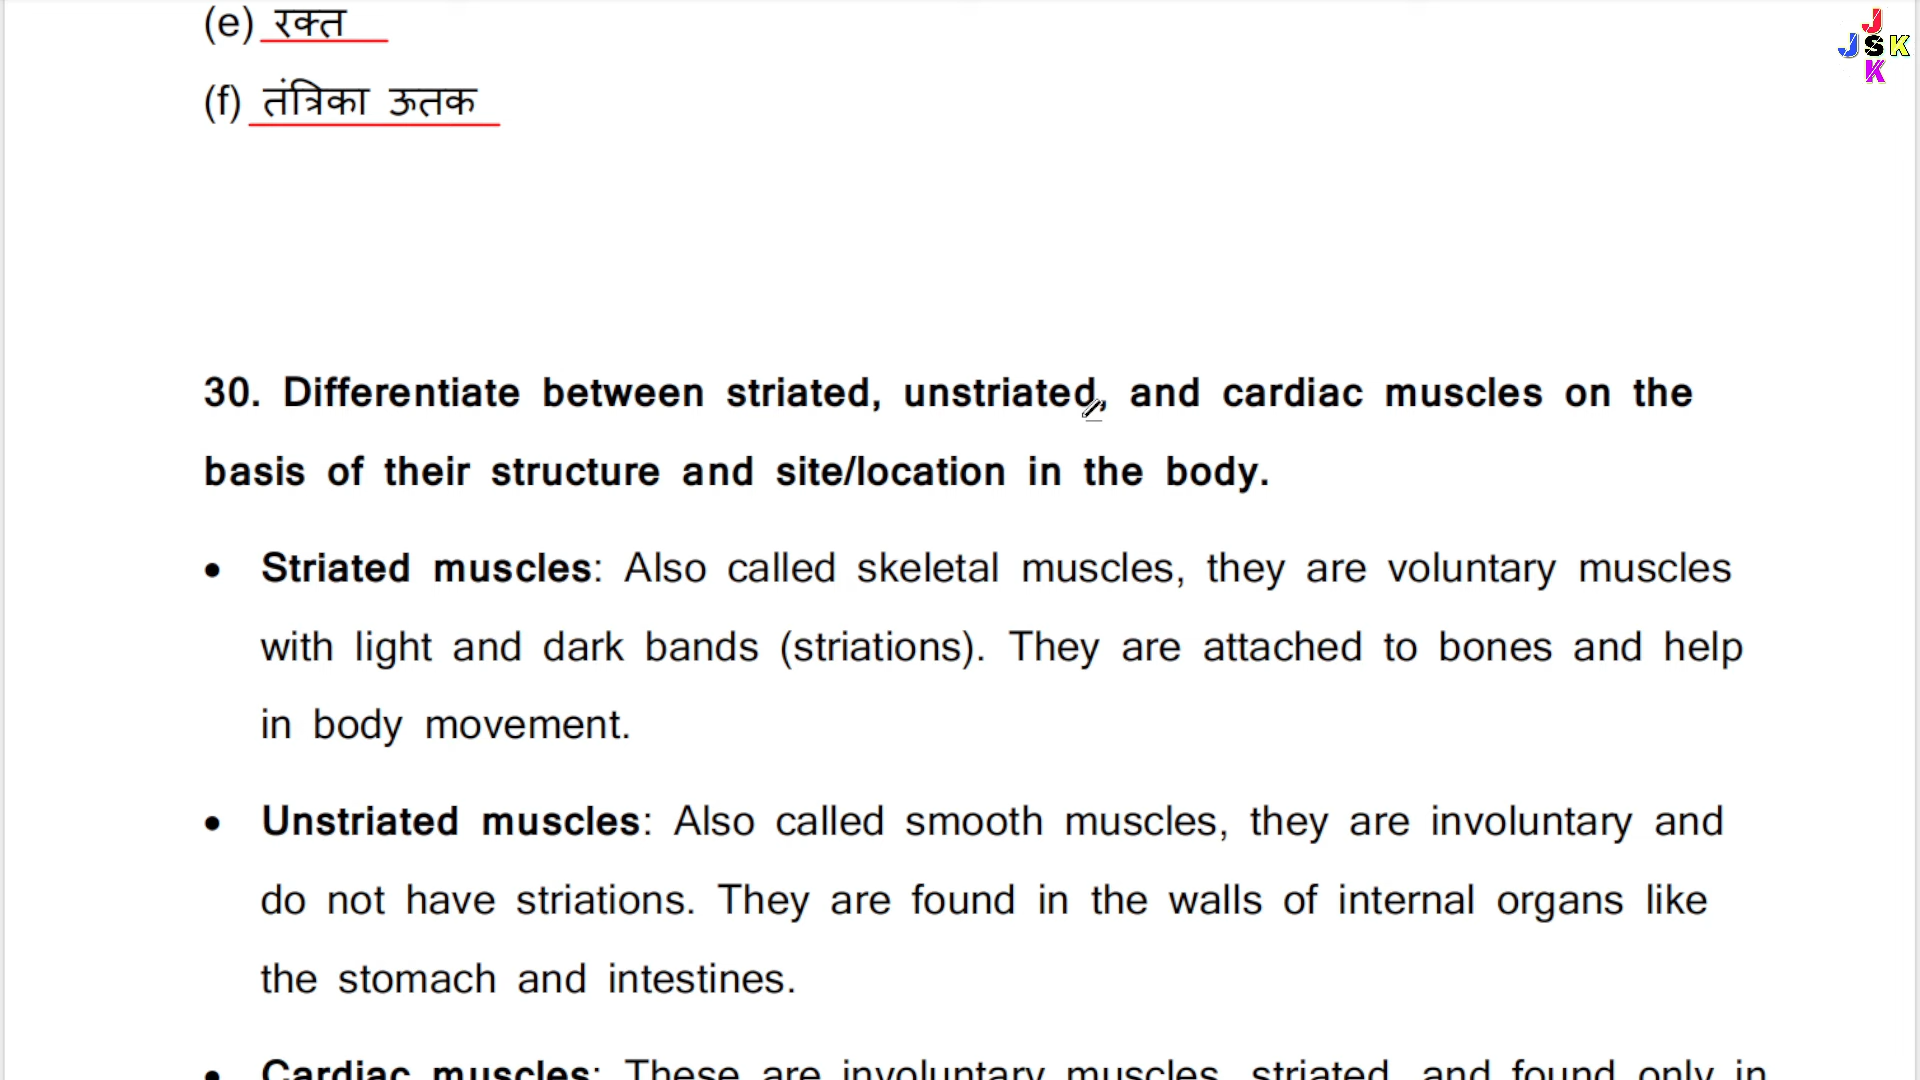 (e) रक्त
(f) तंत्रिका ऊतक
J
J S K
K
30. Differentiate between striated, unstriated, and cardiac muscles on the
basis of their structure and site/location in the body.
• Striated muscles: Also called skeletal muscles, they are voluntary muscles
with light and dark bands (striations). They are attached to bones and help
in body movement.
• Unstriated muscles: Also called smooth muscles, they are involuntary and
do not have striations. They are found in the walls of internal organs like
the stomach and intestines.
• Cardiac muscles: These are involuntary muscles, striated, and found only in